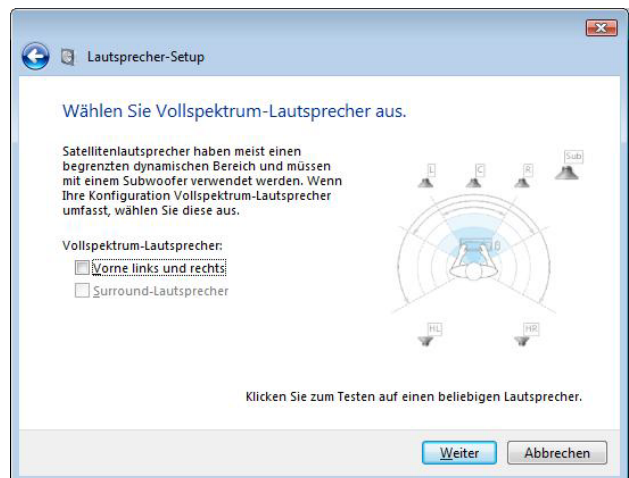 Lautsprecher-Setup
Wählen Sie Vollspektrum-Lautsprecher aus.
Satellitenlautsprecher haben meist einen
begrenzten dynamischen Bereich und müssen
mit einem Subwoofer verwendet werden. Wenn
Ihre Konfiguration Vollspektrum-Lautsprecher
umfasst, wählen Sie diese aus.
Vollspektrum-Lautsprecher:
Vorne links und rechts
Surround-Lautsprecher
L
C
R
Sub
HL
HR
Klicken Sie zum Testen auf einen beliebigen Lautsprecher.
Weiter
Abbrechen